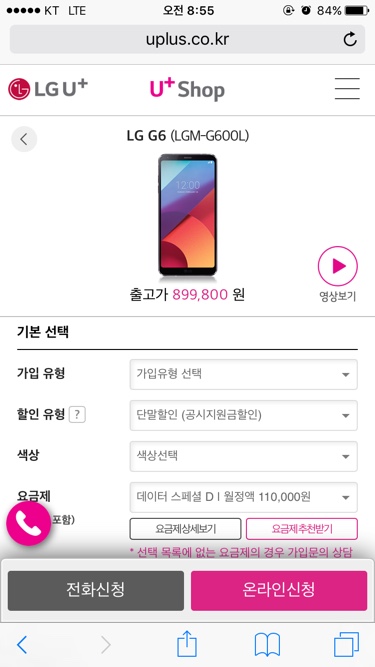 KT LTE 오전 8:55 84%
uplus.co.kr
LG U+ U+ Shop
LG G6 (LGM-G600L)
12:00
출고가 899,800 원
영상보기
기본 선택
가입 유형 가입유형 선택
할인 유형 ? 단말할인 (공시지원금할인)
색상 색상선택
요금제 데이터 스페셜 D l 월정액 110,000원
포함) 요금제상세보기 요금제추천받기
* 선택 목록에 없는 요금제의 경우 가입문의 상담
전화신청 온라인신청